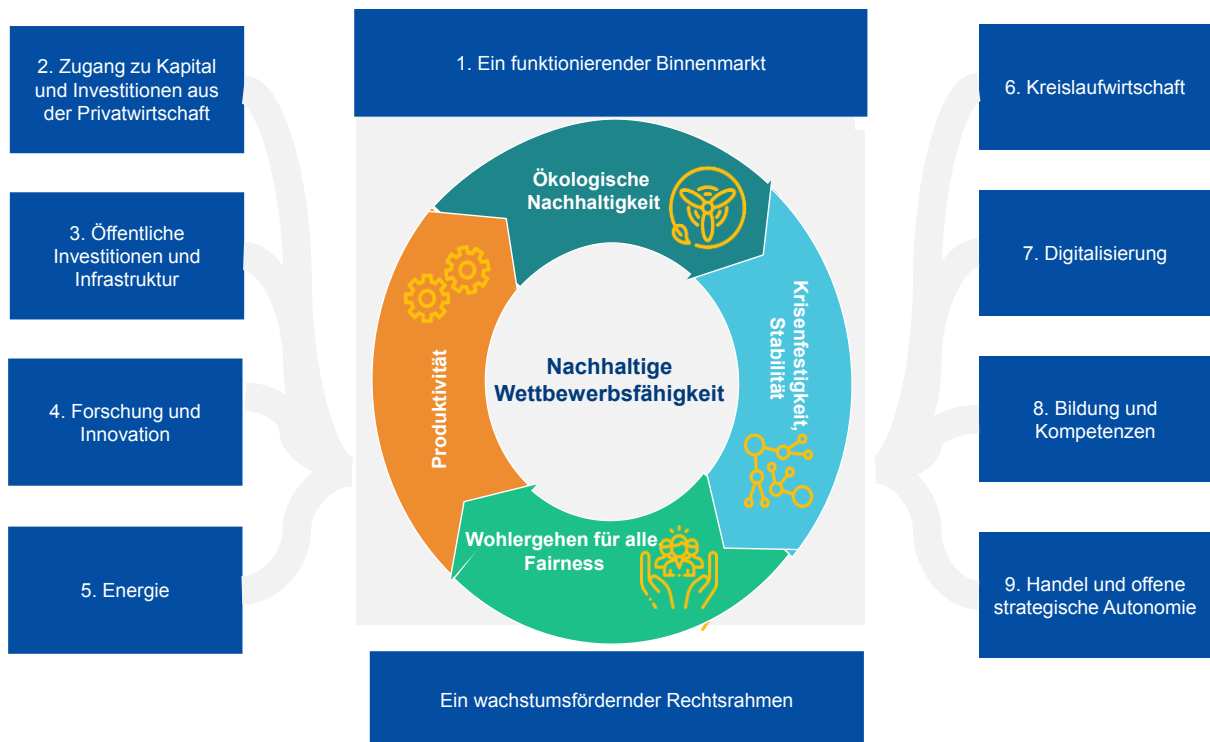 1. Ein funktionierender Binnenmarkt
2. Zugang zu Kapital
und Investitionen aus
der Privatwirtschaft
3. Öffentliche
Investitionen und
Infrastruktur
4. Forschung und
Innovation
5. Energie
Ökologische
Nachhaltigkeit
Krisenfestigkeit,
Stabilität
Wohlergehen für alle,
Fairness
Produktivität
Nachhaltige
Wettbewerbsfähigkeit
6. Kreislaufwirtschaft
7. Digitalisierung
8. Bildung und
Kompetenzen
9. Handel und offene
strategische Autonomie
Ein wachstumsfördernder Rechtsrahmen